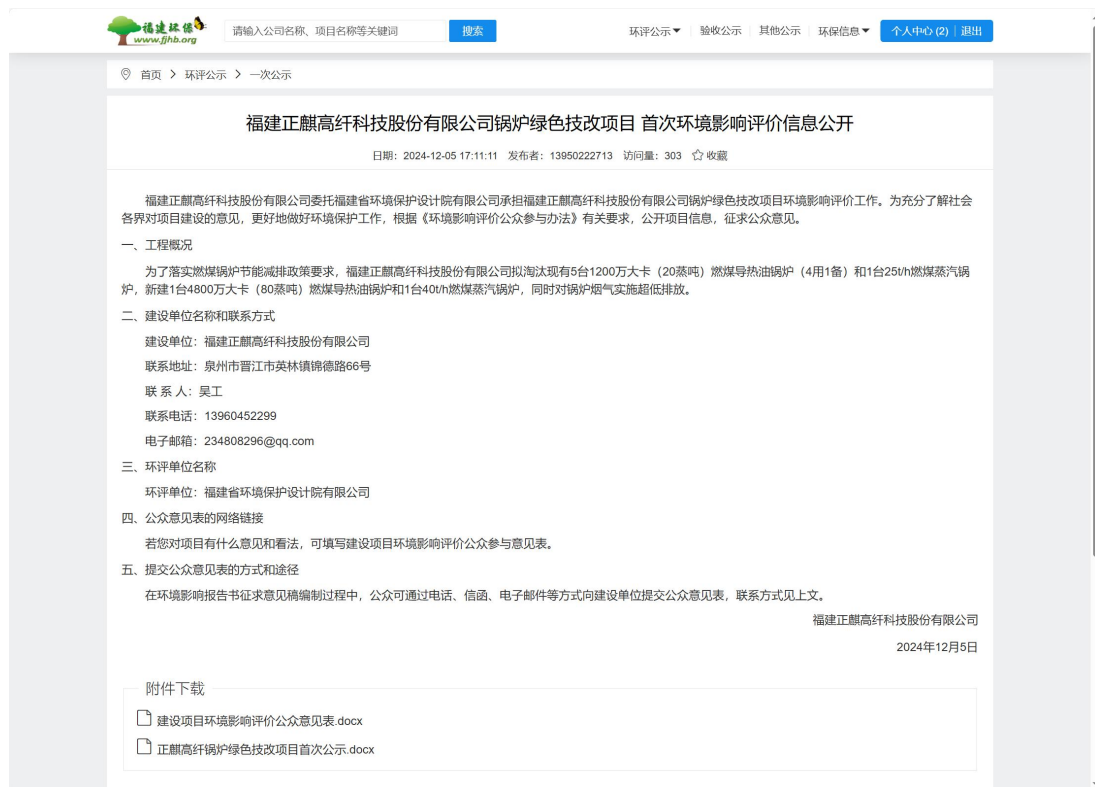 福建环保
www.fjhb.org
请输入公司名称、项目名称等关键词
搜索
环评公示 验收公示 其他公示 环保信息 个人中心 (2) 退出
首页 > 环评公示 > 一次公示
福建正麒高纤科技股份有限公司锅炉绿色技改项目 首次环境影响评价信息公开
日期：2024-12-05 17:11:11 发布者：13950222713 访问量：303 收藏
福建正麒高纤科技股份有限公司委托福建省环境保护设计院有限公司承担福建正麒高纤科技股份有限公司锅炉绿色技改项目环境影响评价工作。为充分了解社会
各界对项目建设的意见，更好地做好环境保护工作，根据《环境影响评价公众参与办法》有关要求，公开项目信息，征求公众意见。
一、工程概况
为了落实燃煤锅炉节能减排政策要求，福建正麒高纤科技股份有限公司拟淘汰现有5台1200万大卡（20蒸吨）燃煤导热油锅炉（4用1备）和1台25t/h燃煤蒸汽锅
炉，新建1台4800万大卡（80蒸吨）燃煤导热油锅炉和1台40t/h燃煤蒸汽锅炉，同时对锅炉烟气实施超低排放。
二、建设单位名称和联系方式
建设单位：福建正麒高纤科技股份有限公司
联系地址：泉州市晋江市英林镇锦德路66号
联 系 人：吴工
联系电话：13960452299
电子邮箱：234808296@qq.com
三、环评单位名称
环评单位：福建省环境保护设计院有限公司
四、公众意见表的网络链接
若您对项目有什么意见和看法，可填写建设项目环境影响评价公众参与意见表。
五、提交公众意见表的方式和途径
在环境影响报告书征求意见稿编制过程中，公众可通过电话、信函、电子邮件等方式向建设单位提交公众意见表，联系方式见上文。
福建正麒高纤科技股份有限公司
2024年12月5日
附件下载
建设项目环境影响评价公众意见表.docx
正麒高纤锅炉绿色技改项目首次公示.docx